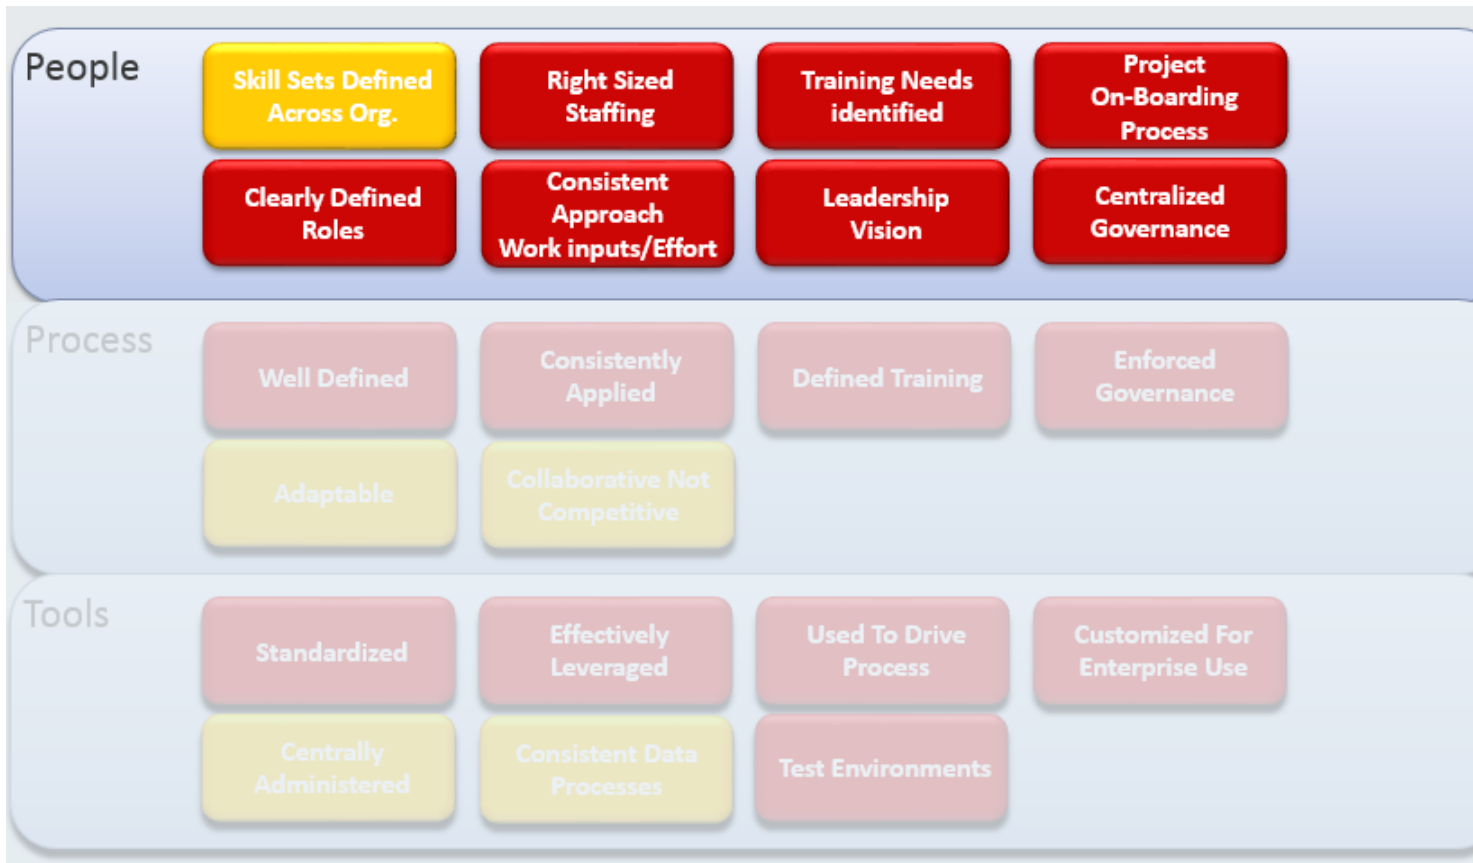 People
Skill Sets Defined
Across Org.
Right Sized
Staffing
Training Needs
identified
Project
On-Boarding
Process
Clearly Defined
Roles
Consistent
Approach
Work inputs/Effort
Leadership
Vision
Centralized
Governance
Process
Well Defined
Consistently
Applied
Defined Training
Enforced
Governance
Adaptable
Collaborative Not
Competitive
Tools
Standardized
Effectively
Leveraged
Used To Drive
Process
Customized For
Enterprise Use
Centrally
Administered
Consistent Data
Processes
Test Environments